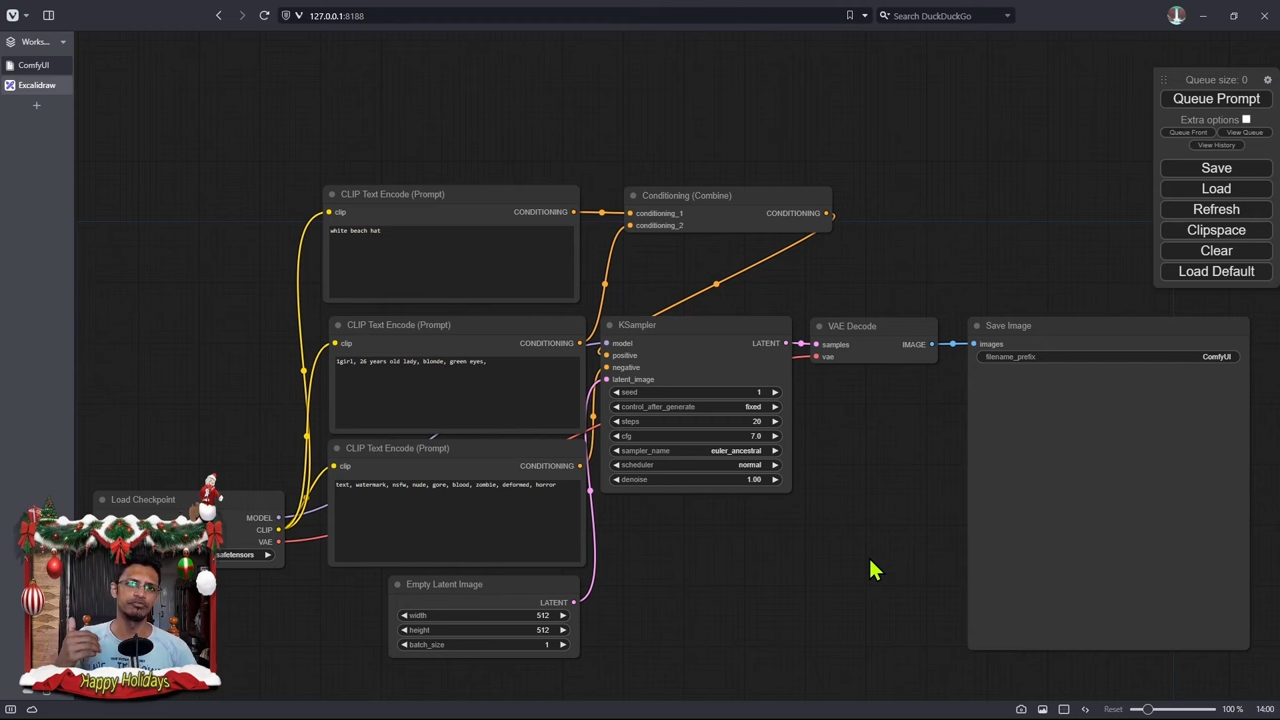 127.0.0.1:8188
Search DuckDuckGo
Works...
ComfyUI
Excalidraw
Queue size: 0
Queue Prompt
Extra options
Queue Front
View Queue
View History
Save
Load
Refresh
Clipspace
Clear
Load Default
CLIP Text Encode (Prompt)
clip
CONDITIONING
white beach hat
Conditioning (Combine)
conditioning_1
CONDITIONING
conditioning_2
CLIP Text Encode (Prompt)
clip
CONDITIONING
1girl, 26 years old lady, blonde, green eyes,
KSampler
model
LATENT
positive
negative
latent_image
seed 1
control_after_generate fixed
steps 20
cfg 7.0
sampler_name euler_ancestral
scheduler normal
denoise 1.00
VAE Decode
samples
IMAGE
vae
Save Image
images
filename_prefix ComfyUI
CLIP Text Encode (Prompt)
clip
CONDITIONING
text, watermark, nsfw, nude, gore, blood, zombie, deformed, horror
Load Checkpoint
MODEL
CLIP
VAE
safetensors
Empty Latent Image
LATENT
width 512
height 512
batch_size 1
Happy Holidays
Reset
100 %
14:00